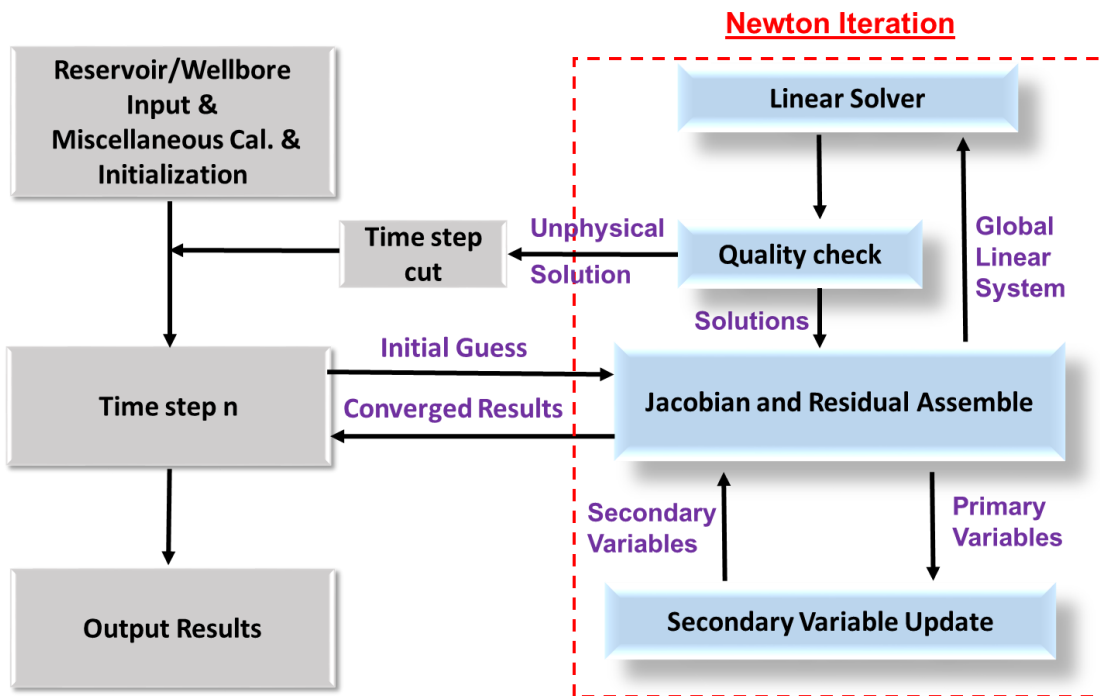 Newton Iteration
Reservoir/Wellbore
Input &
Miscellaneous Cal. &
Initialization
Linear Solver
Time step
cut
Unphysical
Solution
Quality check
Global
Linear
System
Solutions
Initial Guess
Time step n
Converged Results
Jacobian and Residual Assemble
Secondary
Variables
Primary
Variables
Output Results
Secondary Variable Update